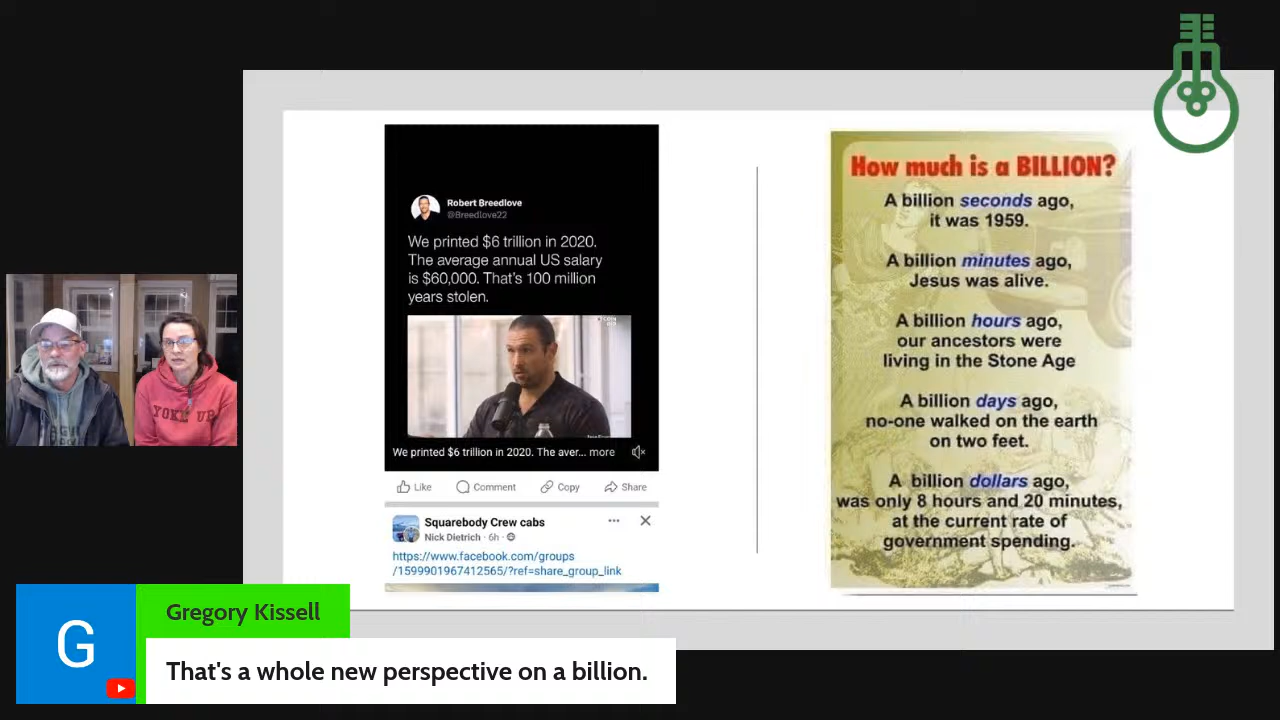 Robert Breedlove
@Breedlove22
We printed $6 trillion in 2020.
The average annual US salary
is $60,000. That's 100 million
years stolen.
We printed $6 trillion in 2020. The aver... more
Like Comment Copy Share
Squarebody Crew cabs
Nick Dietrich · 6h ·
https://www.facebook.com/groups
/1599901967412565/?ref=share_group_link
How much is a BILLION?
A billion seconds ago,
it was 1959.
A billion minutes ago,
Jesus was alive.
A billion hours ago,
our ancestors were
living in the Stone Age
A billion days ago,
no-one walked on the earth
on two feet.
A billion dollars ago,
was only 8 hours and 20 minutes,
at the current rate of
government spending.
YOKE UP
G
Gregory Kissell
That's a whole new perspective on a billion.